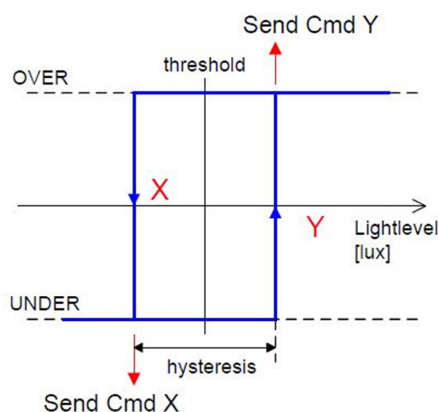 Send Cmd Y
OVER
threshold
X
Y
Lightlevel
[lux]
UNDER
hysteresis
Send Cmd X